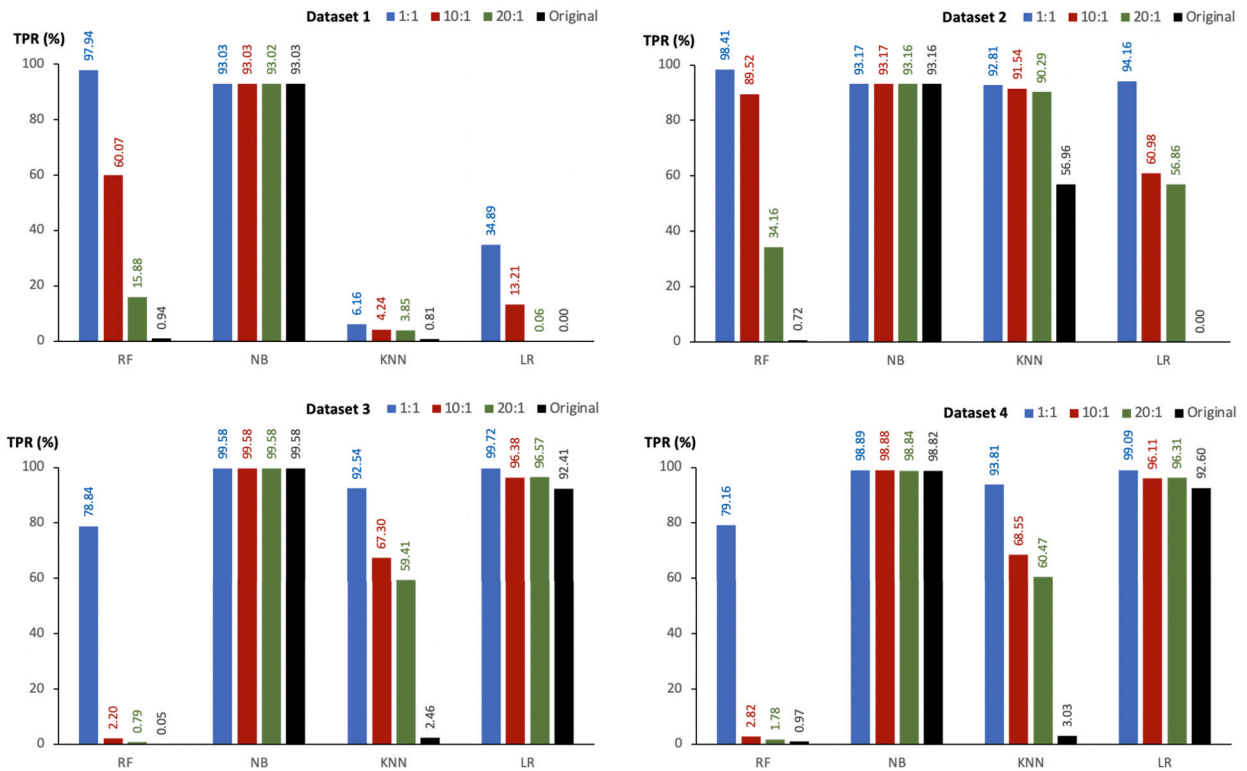 Dataset 1 1:1 10:1 20:1 Original
TPR (%)
97.94 60.07 15.88 0.94 93.03 93.03 93.02 93.03 6.16 4.24 3.85 0.81 34.89 13.21 0.06 0.00
100
80
60
40
20
0
RF NB KNN LR
Dataset 2 1:1 10:1 20:1 Original
TPR (%)
98.41 89.52 34.16 0.72 93.17 93.17 93.16 93.16 92.81 91.54 90.29 56.96 94.16 60.98 56.86 0.00
100
80
60
40
20
0
RF NB KNN LR
Dataset 3 1:1 10:1 20:1 Original
TPR (%)
78.84 2.20 0.79 0.05 99.58 99.58 99.58 99.58 92.54 67.30 59.41 2.46 99.72 96.38 96.57 92.41
100
80
60
40
20
0
RF NB KNN LR
Dataset 4 1:1 10:1 20:1 Original
TPR (%)
79.16 2.82 1.78 0.97 98.89 98.88 98.84 98.82 93.81 68.55 60.47 3.03 99.09 96.11 96.31 92.60
100
80
60
40
20
0
RF NB KNN LR